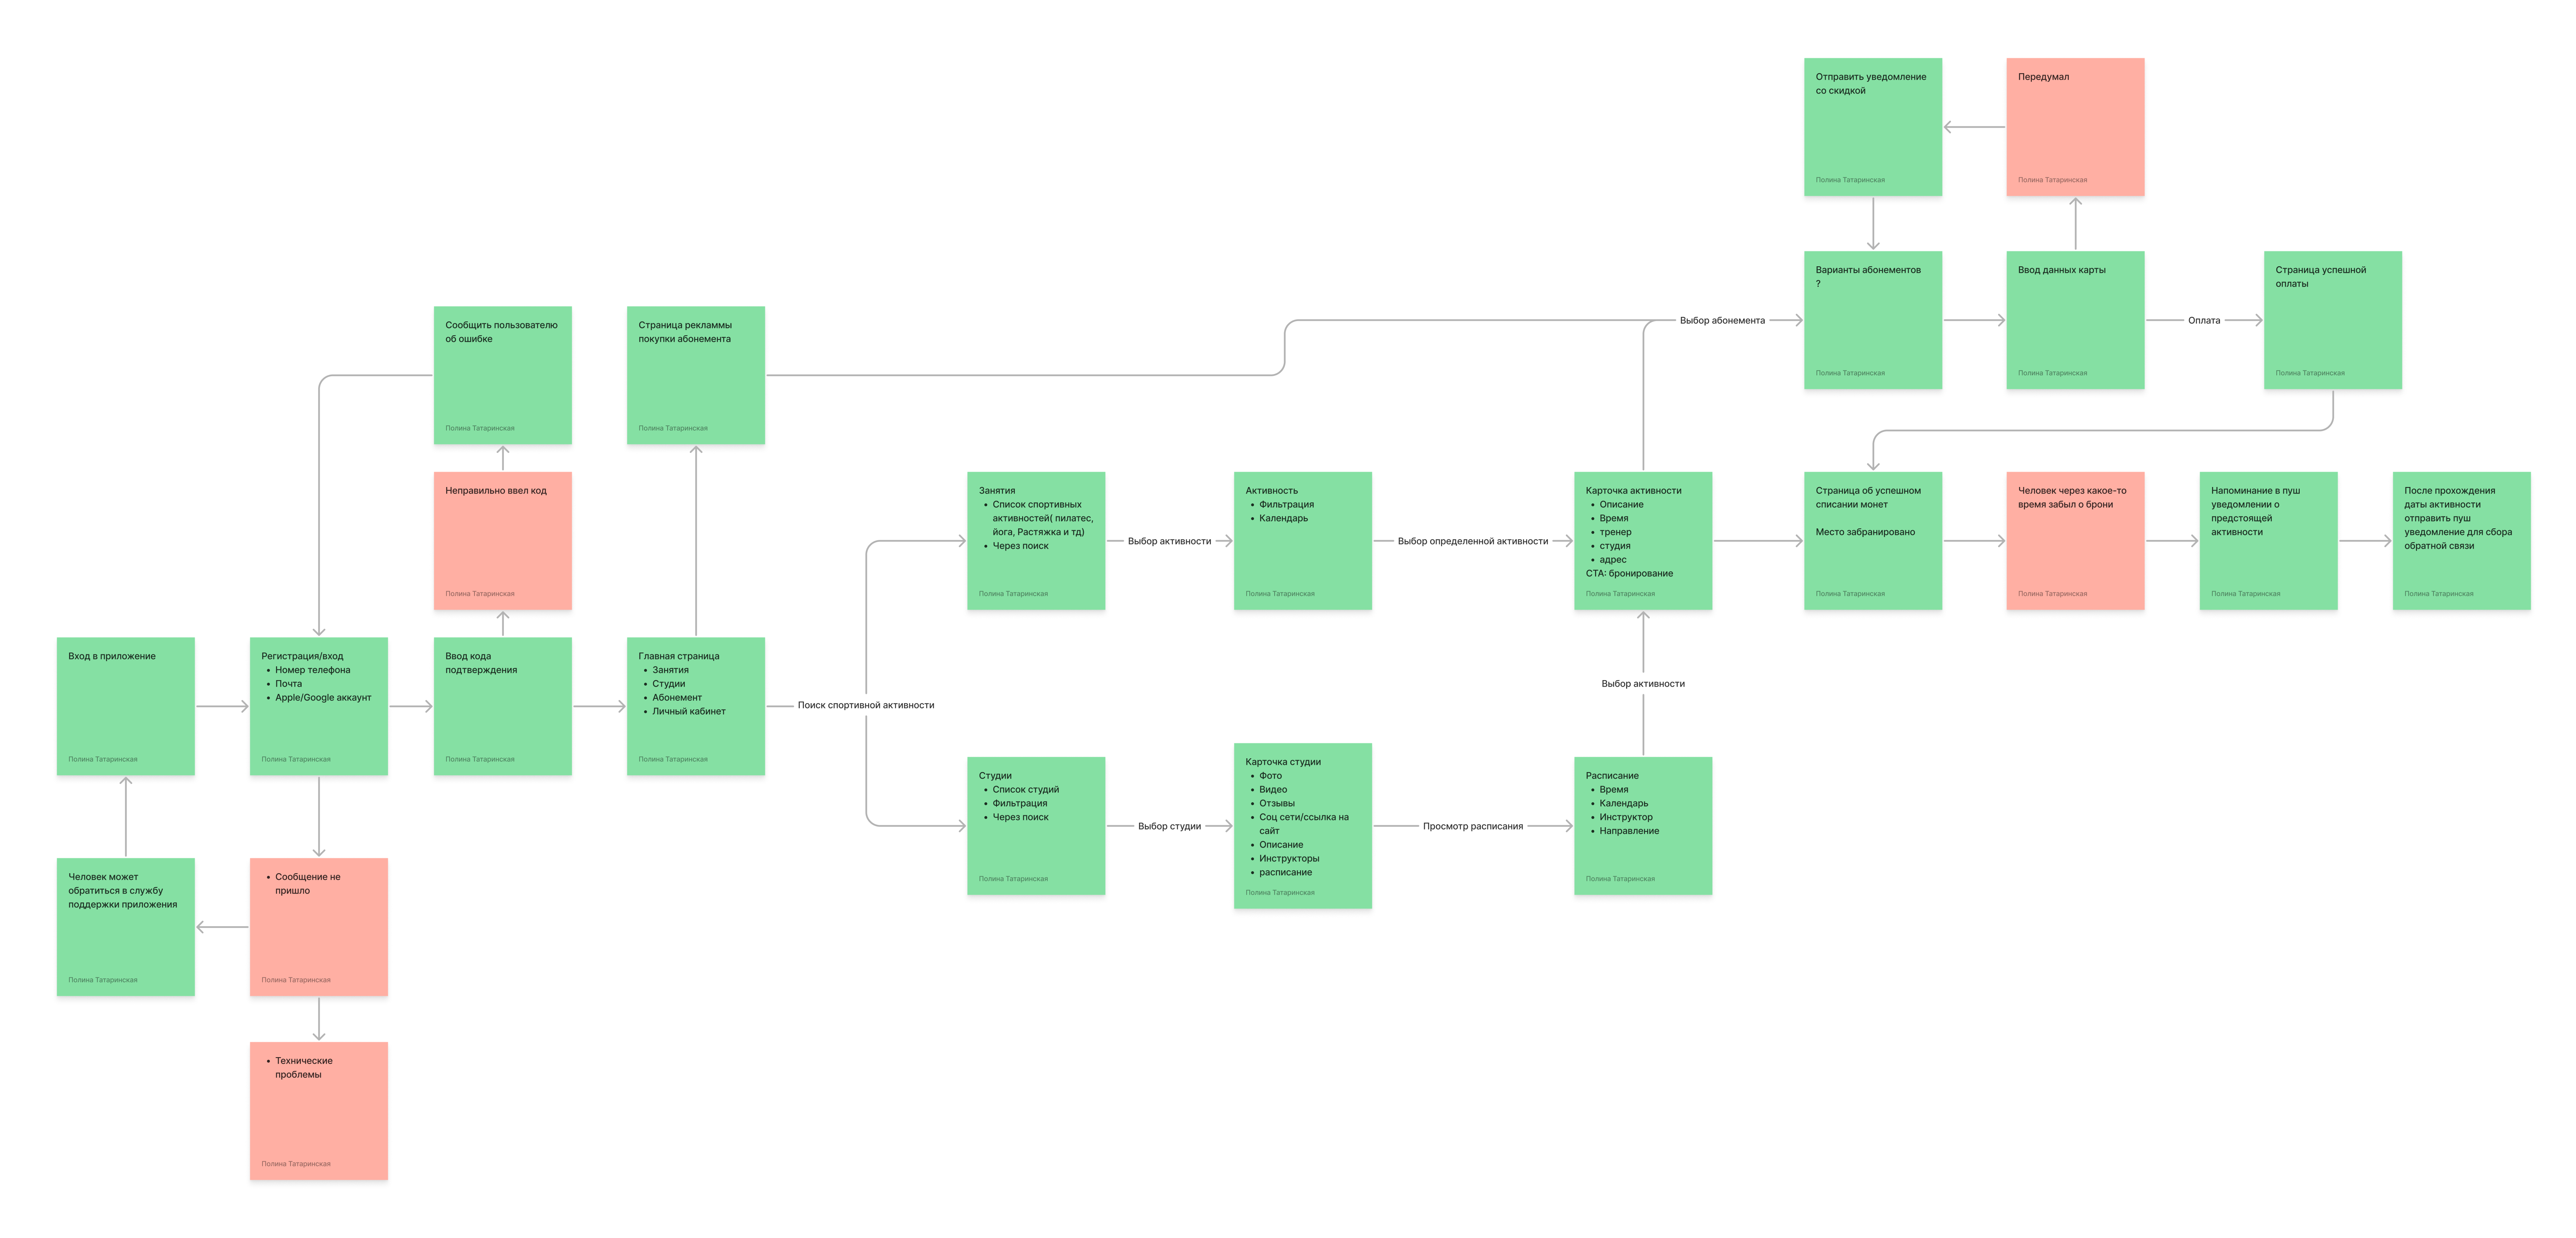 Отправить уведомление
со скидкой
Полина Татаринская
Передумал
Полина Татаринская
Выбор абонемента
Варианты абонементов
?
Полина Татаринская
Ввод данных карты
Полина Татаринская
Оплата
Страница успешной
оплаты
Полина Татаринская
Сообщить пользователю
об ошибке
Полина Татаринская
Страница рекламмы
покупки абонемента
Полина Татаринская
Неправильно ввел код
Полина Татаринская
Занятия
• Список спортивных
активностей( пилатес,
йога, Растяжка и тд)
• Через поиск
Полина Татаринская
Выбор активности
Активность
• Фильтрация
• Календарь
Полина Татаринская
Выбор определенной активности
Карточка активности
• Описание
• Время
• тренер
• студия
• адрес
СТА: бронирование
Полина Татаринская
Страница об успешном
списании монет
Место забранировано
Полина Татаринская
Человек через какое-то
время забыл о брони
Полина Татаринская
Напоминание в пуш
уведомлении о
предстоящей
активности
Полина Татаринская
После прохождения
даты активности
отправить пуш
уведомление для сбора
обратной связи
Полина Татаринская
Вход в приложение
Полина Татаринская
Регистрация/вход
• Номер телефона
• Почта
• Apple/Google аккаунт
Полина Татаринская
Ввод кода
подтверждения
Полина Татаринская
Главная страница
• Занятия
• Студии
• Абонемент
• Личный кабинет
Полина Татаринская
Поиск спортивной активности
Выбор активности
Студии
• Список студий
• Фильтрация
• Через поиск
Полина Татаринская
Выбор студии
Карточка студии
• Фото
• Видео
• Отзывы
• Соц сети/ссылка на
сайт
• Описание
• Инструкторы
• расписание
Полина Татаринская
Просмотр расписания
Расписание
• Время
• Календарь
• Инструктор
• Направление
Полина Татаринская
Человек может
обратиться в службу
поддержки приложения
Полина Татаринская
• Сообщение не
пришло
Полина Татаринская
• Технические
проблемы
Полина Татаринская